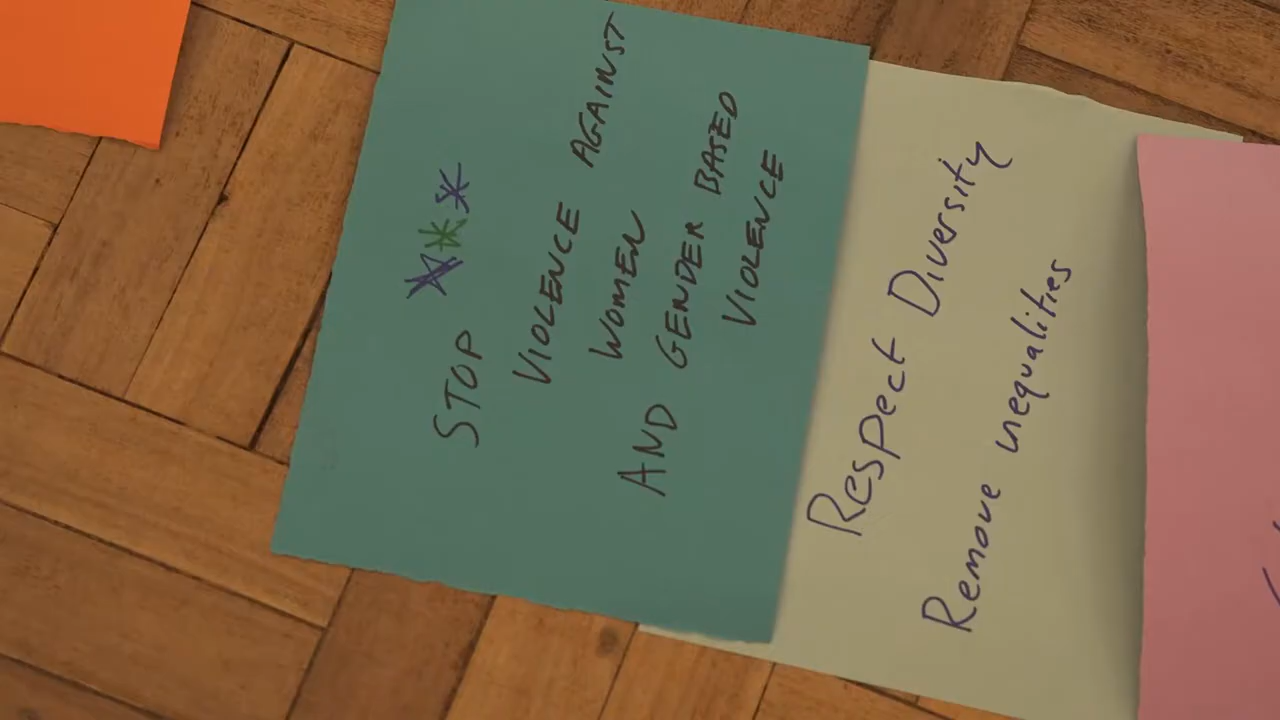 STOP ***
VIOLENCE AGAINST
WOMEN
AND GENDER BASED
VIOLENCE
Respect Diversity
Remove inequalities